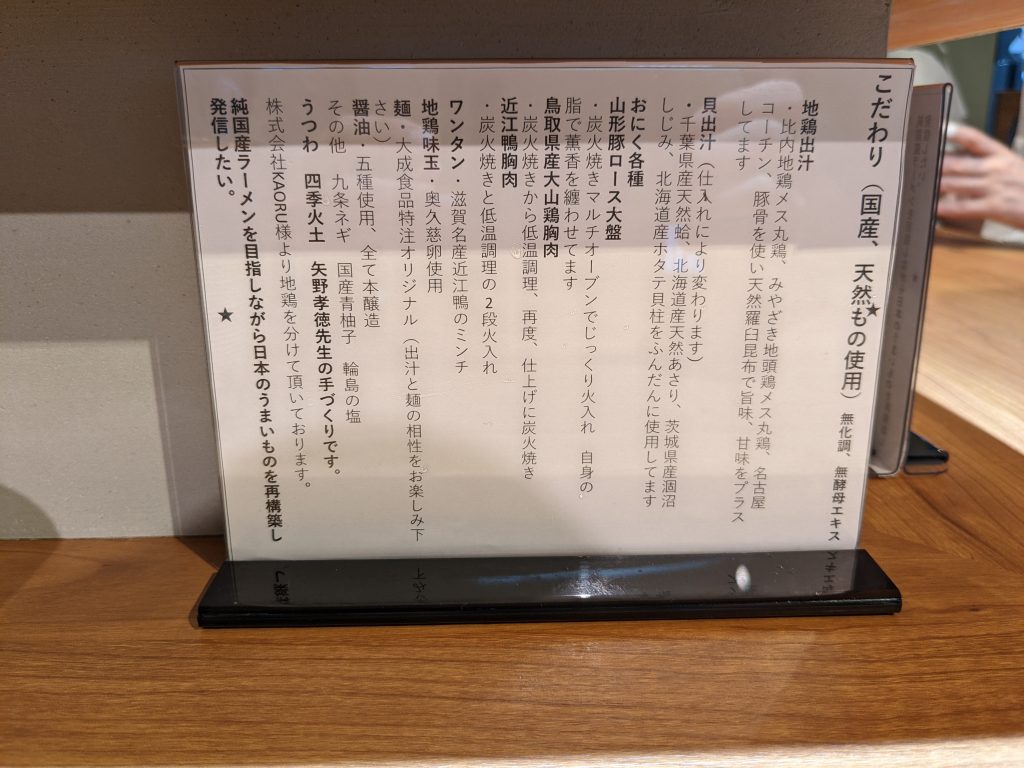 こだわり（国産、天然もの使用）無化調、無酵母エキス
★
地鶏出汁
・比内地鶏メス丸鶏、みやざき地頭鶏メス丸鶏、名古屋
コーチン、豚骨を使い天然羅臼昆布で旨味、甘味をプラス
してます
貝出汁（仕入れにより変わります）
・千葉県産天然蛤、北海道産天然あさり、茨城県産涸沼
しじみ、北海道産ホタテ貝柱をふんだんに使用してます
おにく各種
山形豚ロース大盤
・炭火焼きマルチオーブンでじっくり火入れ　自身の
脂で薫香を纏わせてます
鳥取県産大山鶏胸肉
・炭火焼きから低温調理、再度、仕上げに炭火焼き
近江鴨胸肉
・炭火焼きと低温調理の2段火入れ
ワンタン・滋賀名産近江鴨のミンチ
地鶏味玉・奥久慈卵使用
麺・大成食品特注オリジナル（出汁と麺の相性をお楽しみ下
さい）
醤油・五種使用、全て本醸造
その他　九条ネギ　国産青柚子　輪島の塩
うつわ　四季火土　矢野孝徳先生の手づくりです。
株式会社KAORU様より地鶏を分けて頂いております。
純国産ラーメンを目指しながら日本のうまいものを再構築し
発信したい。
★